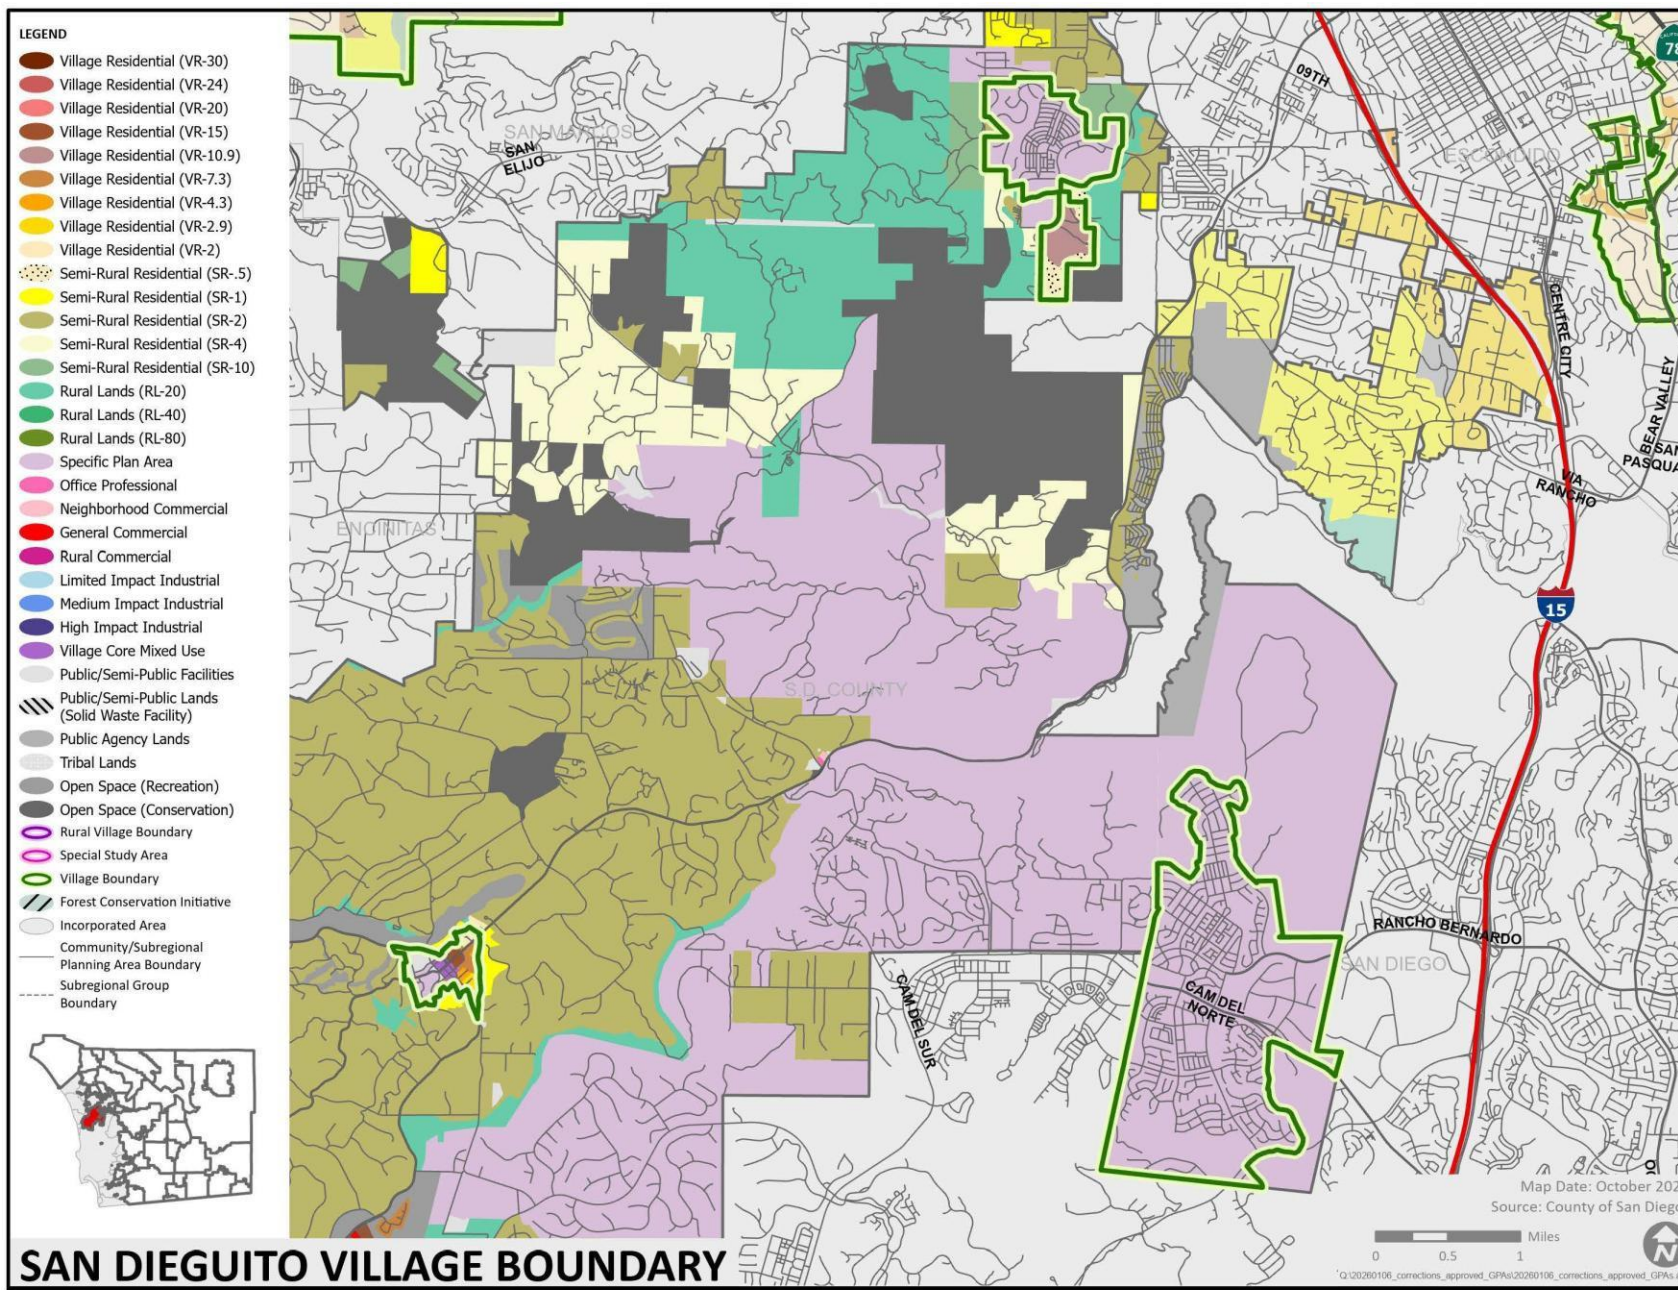 LEGEND
Village Residential (VR-30)
Village Residential (VR-24)
Village Residential (VR-20)
Village Residential (VR-15)
Village Residential (VR-10.9)
Village Residential (VR-7.3)
Village Residential (VR-4.3)
Village Residential (VR-2.9)
Village Residential (VR-2)
Semi-Rural Residential (SR-.5)
Semi-Rural Residential (SR-1)
Semi-Rural Residential (SR-2)
Semi-Rural Residential (SR-4)
Semi-Rural Residential (SR-10)
Rural Lands (RL-20)
Rural Lands (RL-40)
Rural Lands (RL-80)
Specific Plan Area
Office Professional
Neighborhood Commercial
General Commercial
Rural Commercial
Limited Impact Industrial
Medium Impact Industrial
High Impact Industrial
Village Core Mixed Use
Public/Semi-Public Facilities
Public/Semi-Public Lands
(Solid Waste Facility)
Public Agency Lands
Tribal Lands
Open Space (Recreation)
Open Space (Conservation)
Rural Village Boundary
Special Study Area
Village Boundary
Forest Conservation Initiative
Incorporated Area
Community/Subregional
Planning Area Boundary
Subregional Group
Boundary
SAN MARCOS
SAN
ELIJO
09TH
78
ESCONDIDO
CENTRE CITY
BEAR VALLEY
SAN
PASQUA
VIA
RANCHO
ENCINITAS
15
S.D. COUNTY
RANCHO BERNARDO
SAN DIEGO
CAM DEL SUR
CAM DEL
NORTE
Map Date: October 202
Source: County of San Diego
Miles
0 0.5 1
N
Q:\20260106_corrections_approved_GPAs\20260106_corrections_approved_GPAs.a
SAN DIEGUITO VILLAGE BOUNDARY